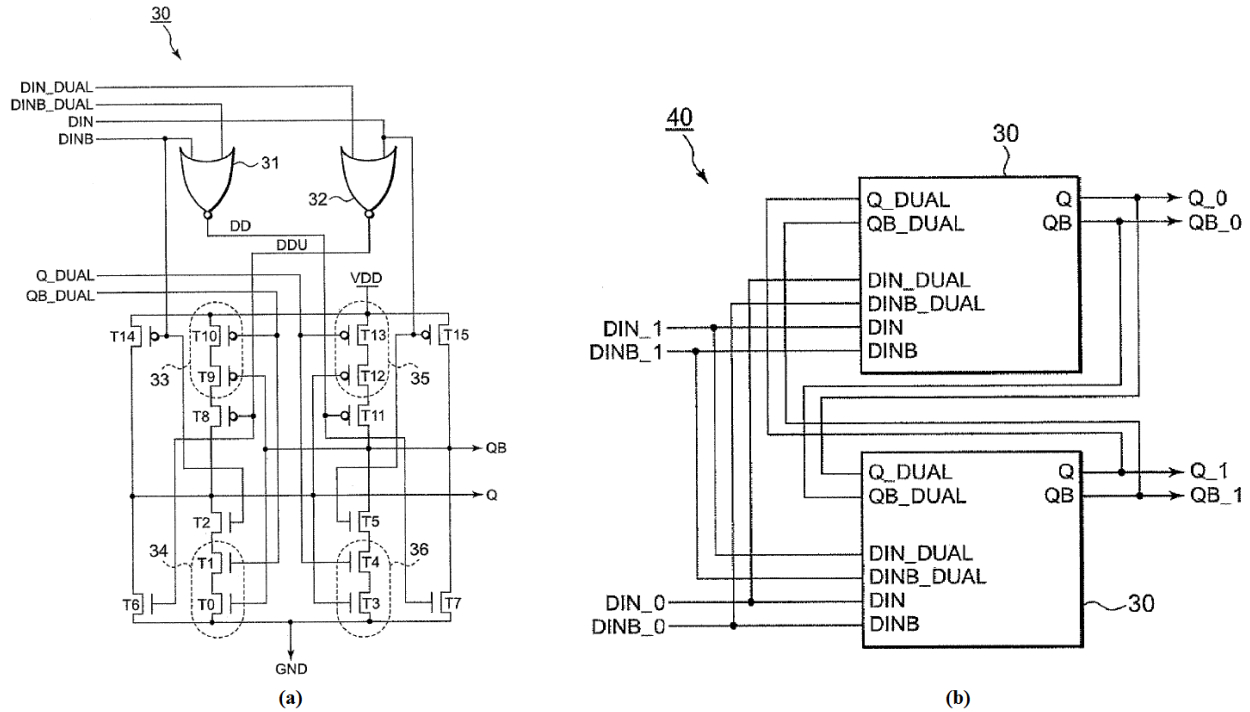 30
DIN_DUAL
DINB_DUAL
DIN
DINB
31
32
DD
DDU
Q_DUAL
QB_DUAL
VDD
T14
T10
T13
T15
33
T9
T12
35
T8
T11
QB
Q
T2
T5
34
T1
T4
36
T6
T0
T3
T7
GND
(a)
40
30
Q_DUAL
Q
Q_0
QB_DUAL
QB
QB_0
DIN_DUAL
DINB_DUAL
DIN_1
DIN
DINB_1
DINB
Q_DUAL
Q
Q_1
QB_DUAL
QB
QB_1
DIN_DUAL
DINB_DUAL
DIN_0
DIN
30
DINB_0
DINB
(b)